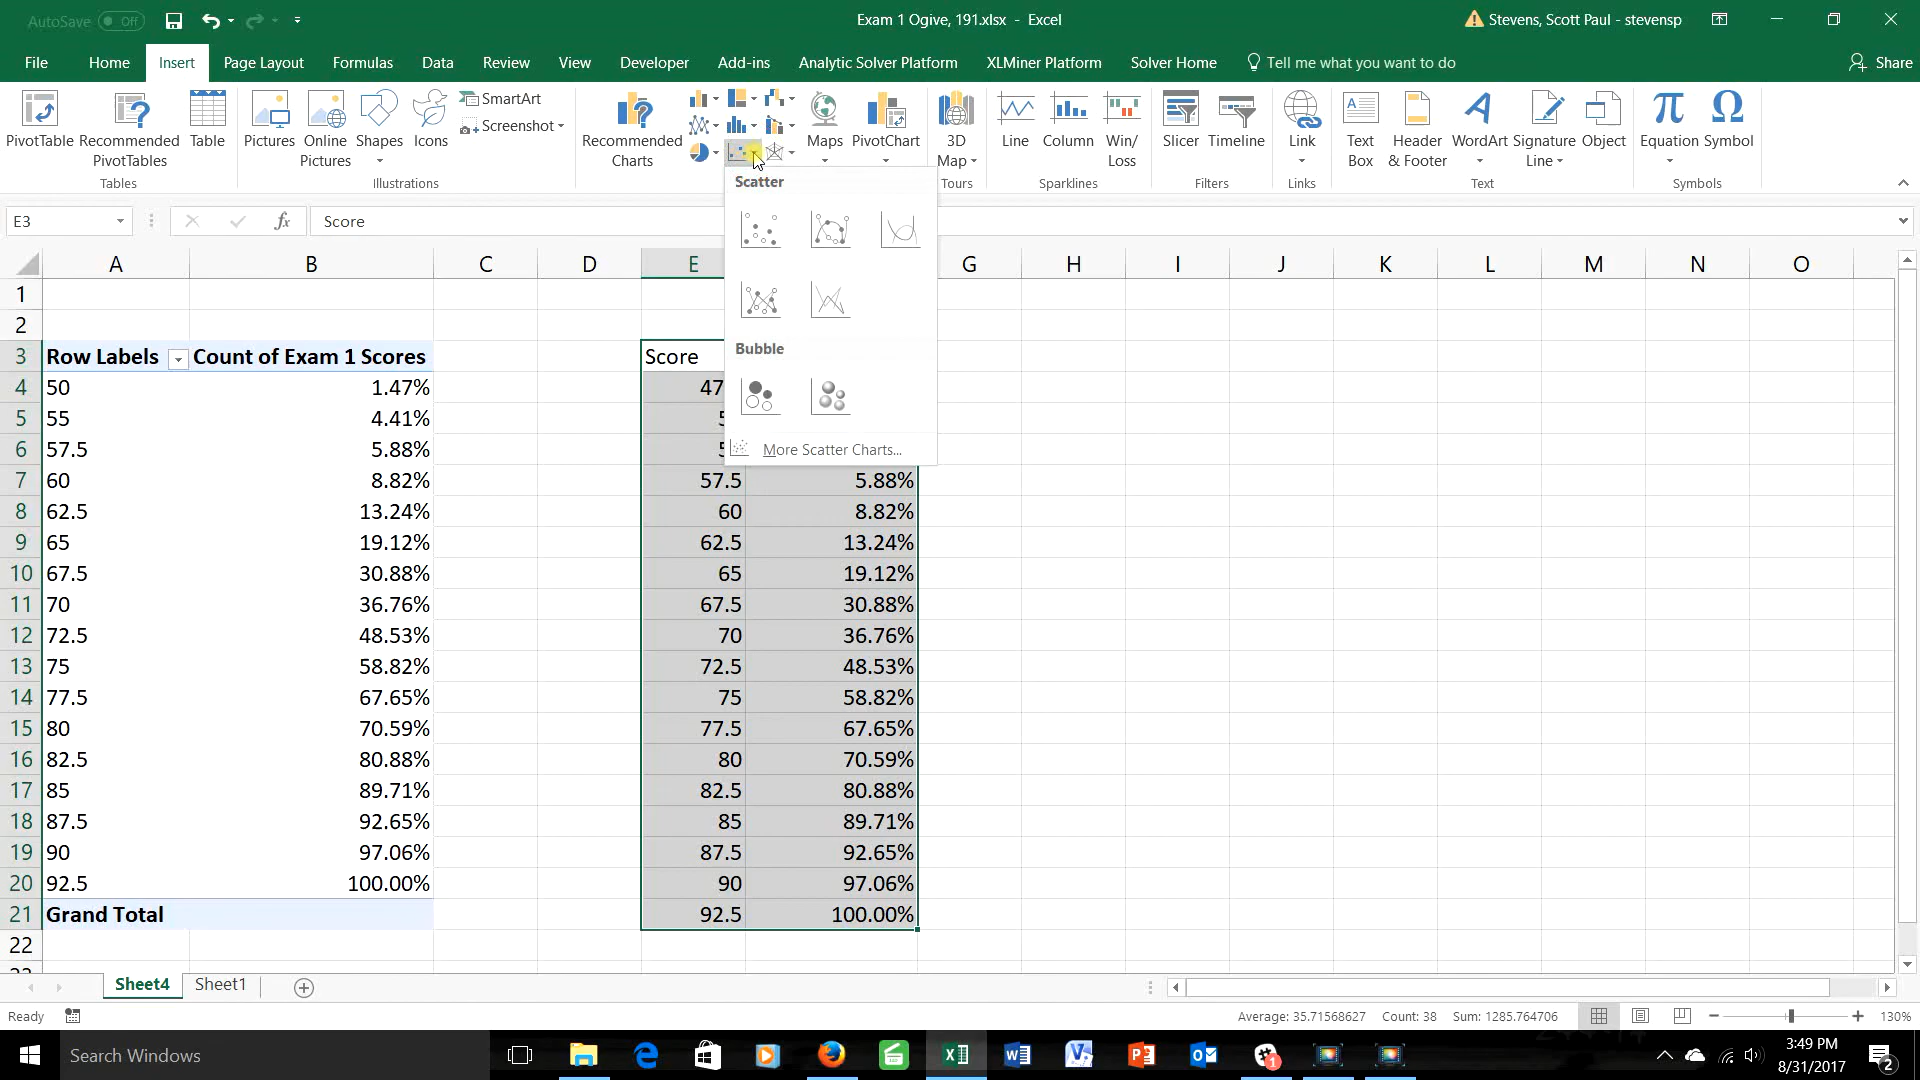 AutoSave Off
Exam 1 Ogive, 191.xlsx - Excel
Stevens, Scott Paul - stevensp
File Home Insert Page Layout Formulas Data Review View Developer Add-ins Analytic Solver Platform XLMiner Platform Solver Home Tell me what you want to do Share
PivotTable Recommended PivotTables Table
Tables
Pictures Online Pictures Shapes Icons SmartArt Screenshot
Illustrations
Recommended Charts
Maps PivotChart
3D Map
Tours
Line Column Win/Loss
Sparklines
Slicer Timeline
Filters
Link
Links
Text Box Header & Footer WordArt Signature Line Object
Text
Equation Symbol
Symbols
E3 fx Score
Scatter
Bubble
More Scatter Charts...
A B C D E G H I J K L M N O
1
2
3 Row Labels Count of Exam 1 Scores Score
4 50 1.47% 47
5 55 4.41% 5
6 57.5 5.88% 5
7 60 8.82% 57.5 5.88%
8 62.5 13.24% 60 8.82%
9 65 19.12% 62.5 13.24%
10 67.5 30.88% 65 19.12%
11 70 36.76% 67.5 30.88%
12 72.5 48.53% 70 36.76%
13 75 58.82% 72.5 48.53%
14 77.5 67.65% 75 58.82%
15 80 70.59% 77.5 67.65%
16 82.5 80.88% 80 70.59%
17 85 89.71% 82.5 80.88%
18 87.5 92.65% 85 89.71%
19 90 97.06% 87.5 92.65%
20 92.5 100.00% 90 97.06%
21 Grand Total 92.5 100.00%
22
Sheet4 Sheet1
Ready Average: 35.71568627 Count: 38 Sum: 1285.764706 130%
Search Windows
1
3:49 PM
8/31/2017
2